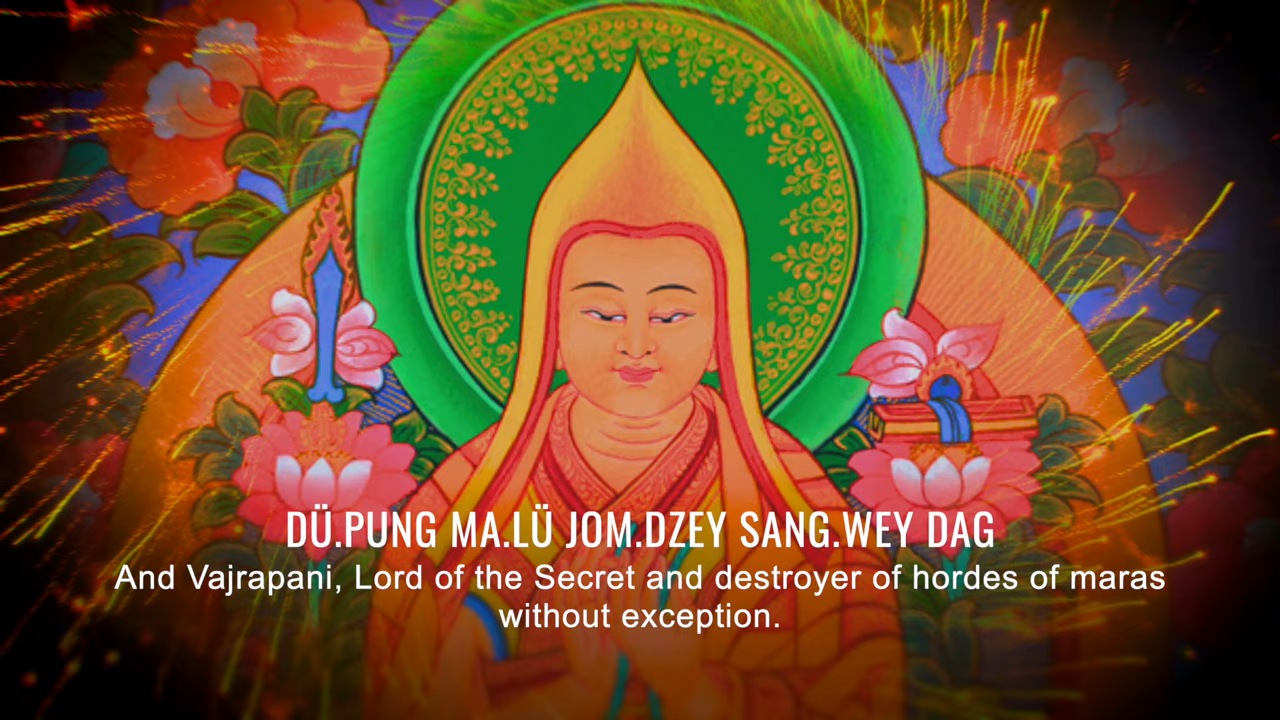 DÜ.PUNG MA.LÜ JOM.DZEY SANG.WEY DAG
And Vajrapani, Lord of the Secret and destroyer of hordes of maras
without exception.